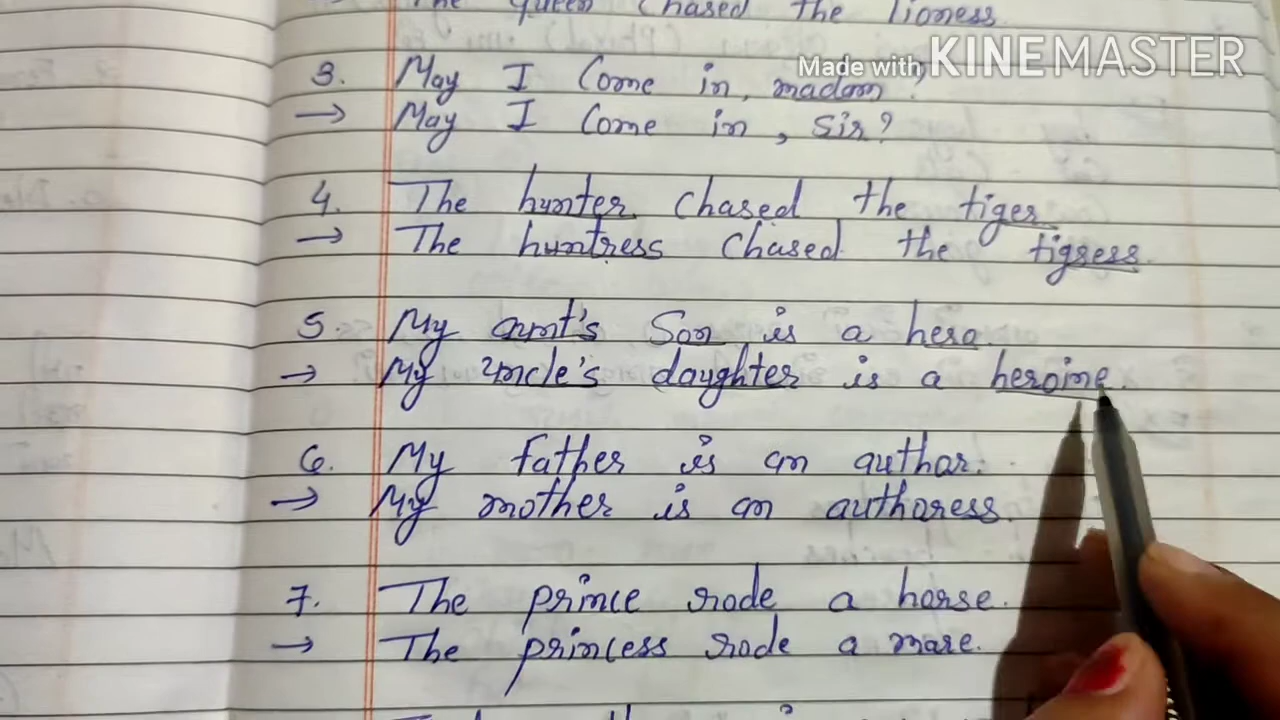 The queen chased the lioness
Made with KINEMASTER
3. May I Come in, madam?
→ May I Come in, Sir?
4. The hunter chased the tiger.
→ The huntress chased the tigress.
5. My aunt's Son is a hero.
→ My uncle's daughter is a heroine.
6. My father is an author.
→ My mother is an authoress.
7. The prince rode a horse.
→ The princess rode a mare.